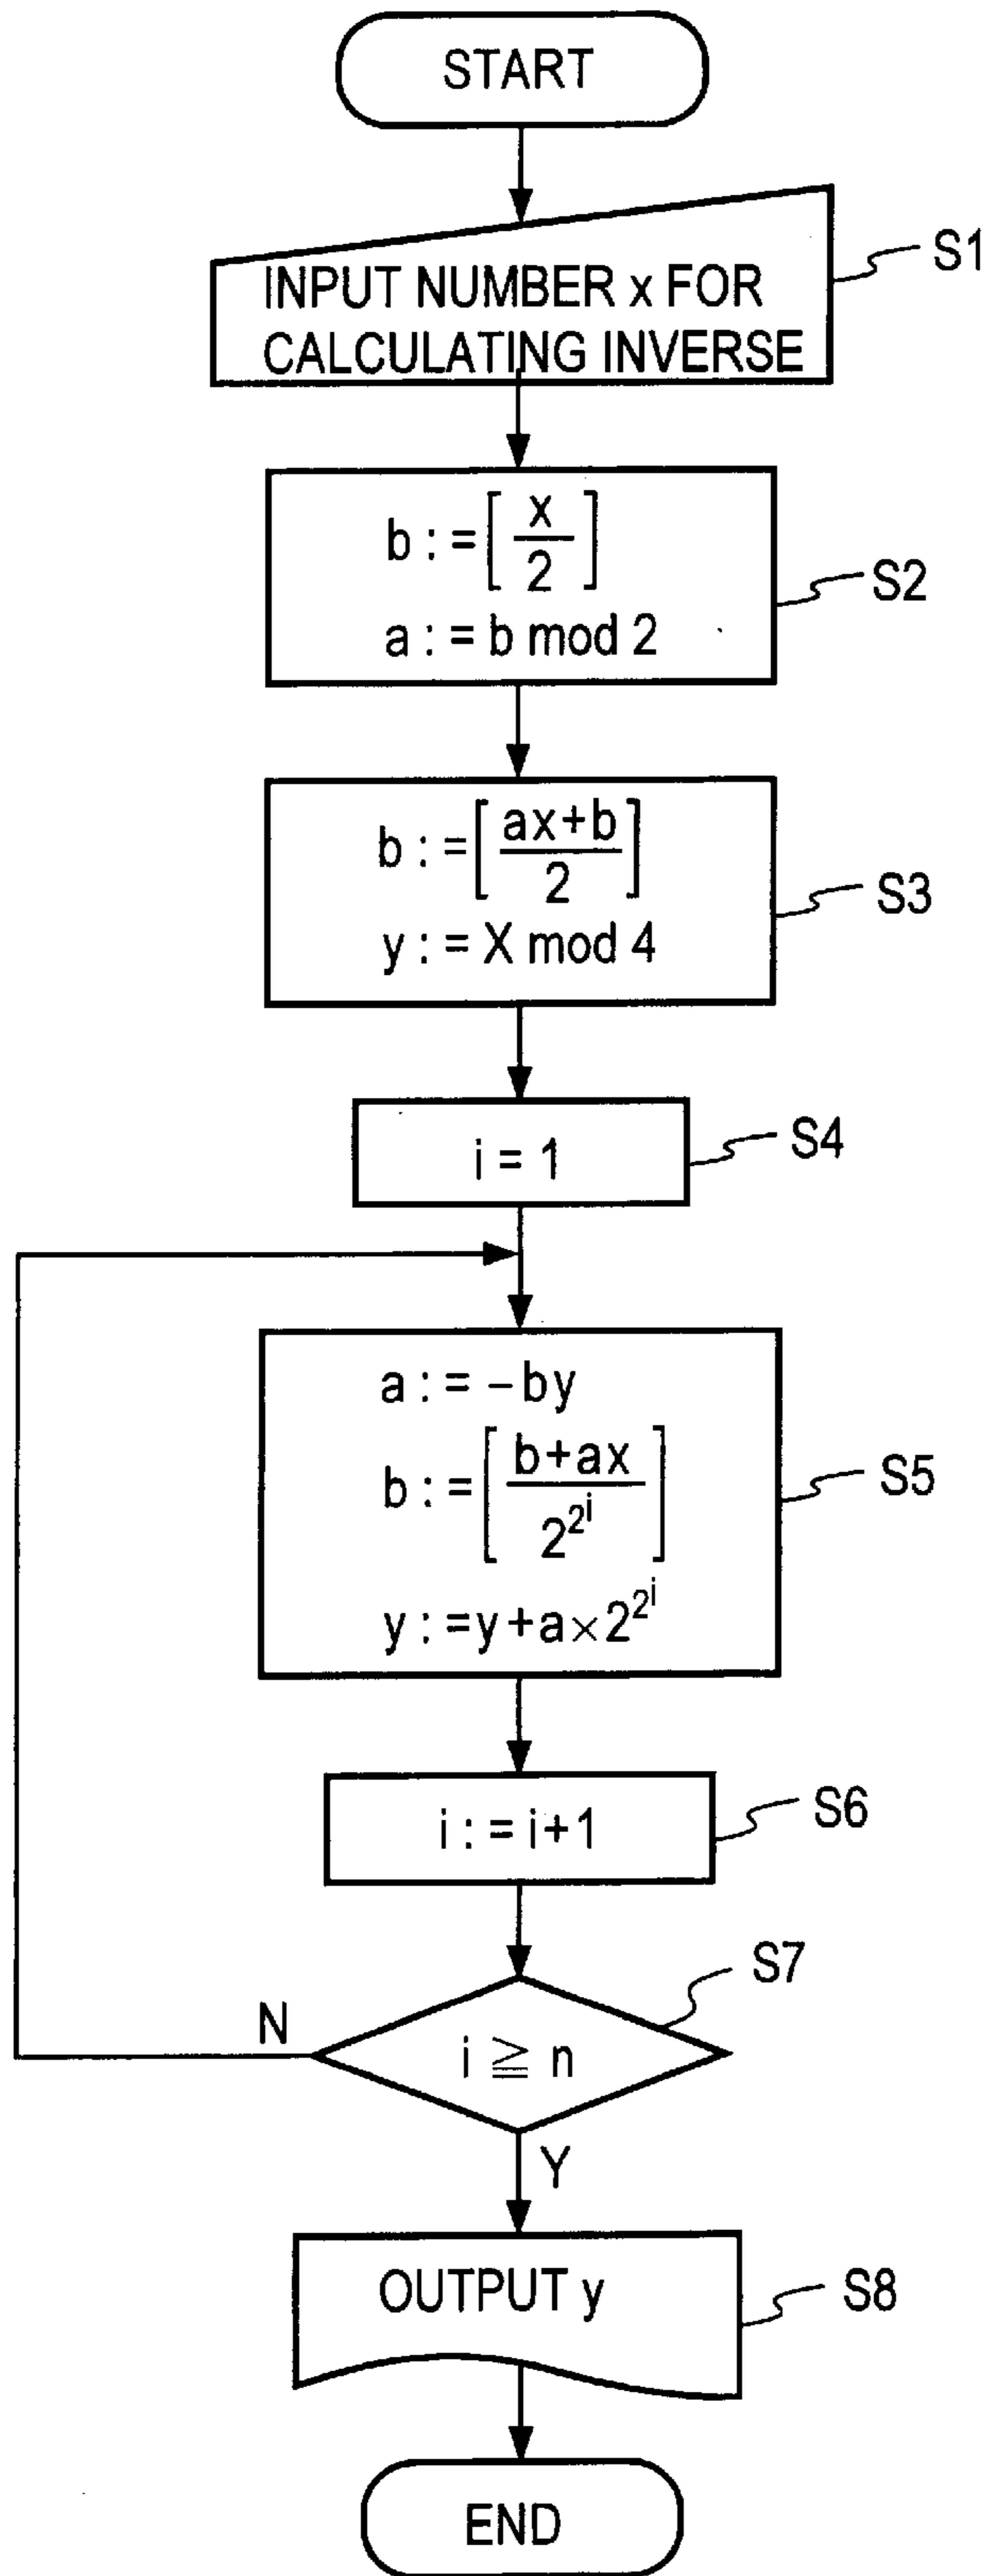 START
INPUT NUMBER x FOR
CALCULATING INVERSE
S1
b : = [ x/2 ]
a : = b mod 2
S2
b : = [ ax+b/2 ]
y : = X mod 4
S3
i = 1
S4
a : = −by
b : = [ b+ax/2^2^i ]
y : =y+a×2^2^i
S5
i : = i+1
S6
S7
N
i ≧ n
Y
OUTPUT y
S8
END